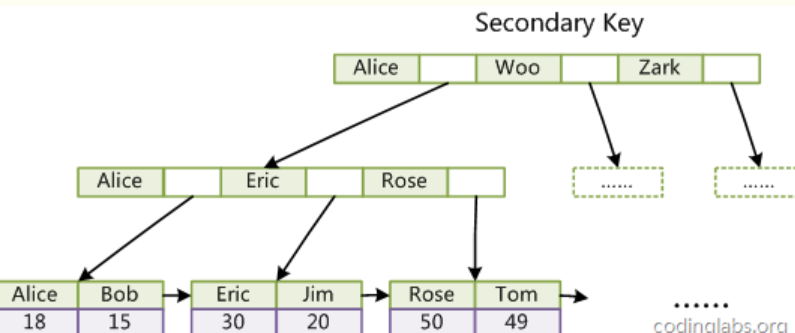 Secondary Key
Alice Woo Zark
Alice Eric Rose
...... ......
Alice Bob Eric Jim Rose Tom
18 15 30 20 50 49
......
codinglabs.org